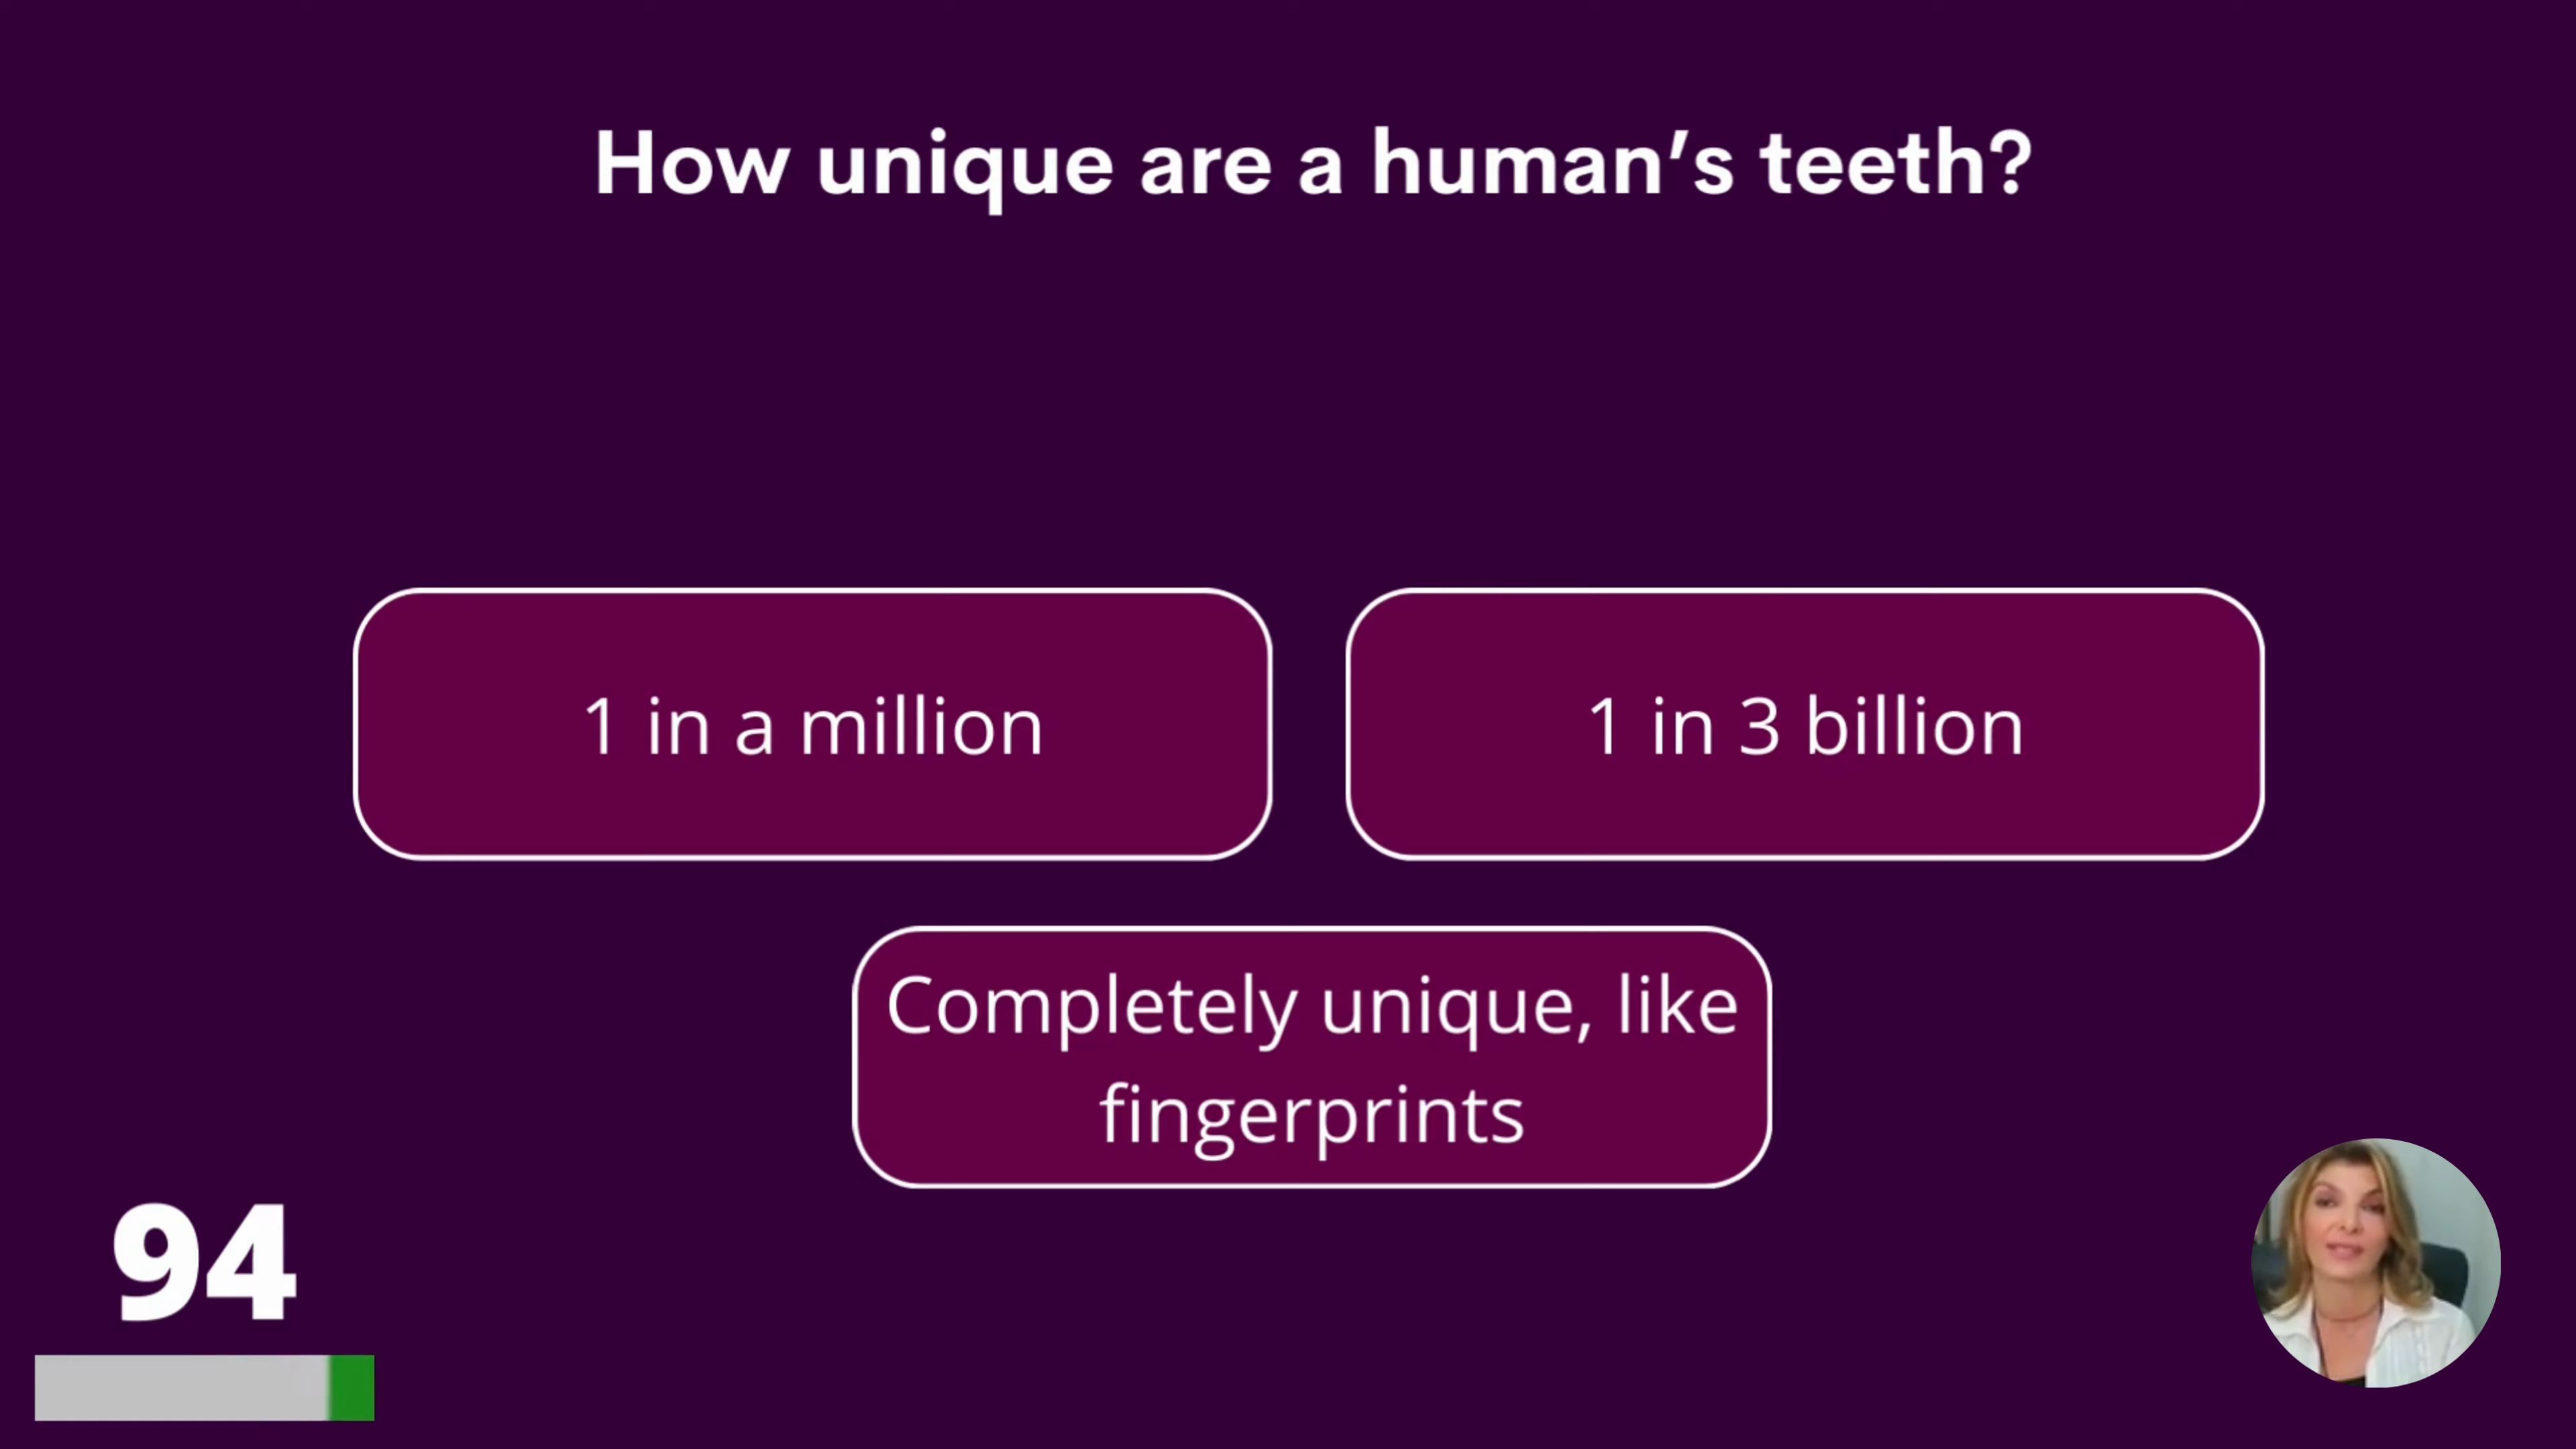 How unique are a human’s teeth?
1 in a million
1 in 3 billion
Completely unique, like
fingerprints
94